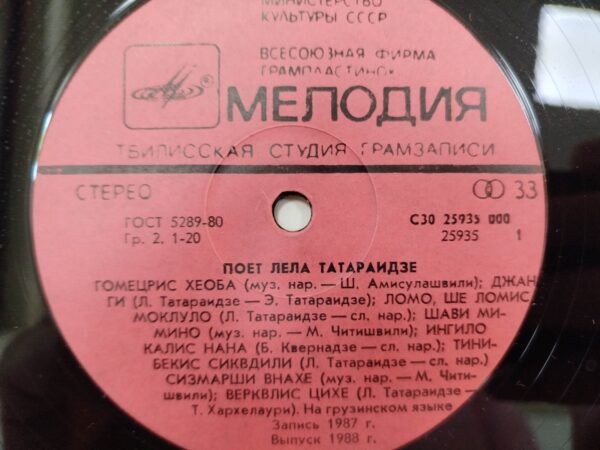 МИНИСТЕРСТВО
КУЛЬТУРЫ СССР
ВСЕСОЮЗНАЯ ФИРМА
ГРАМПЛАСТИНОК
МЕЛОДИЯ
ТБИЛИССКАЯ СТУДИЯ ГРАМЗАПИСИ
СТЕРЕО
33
ГОСТ 5289-80
Гр. 2. 1-20
С30 25935 000
25935 1
ПОЕТ ЛЕЛА ТАТАРАИДЗЕ
ГОМЕЦРИС ХЕОБА (муз. нар. — Ш. Амисулашвили); ДЖАН-
ГИ (Л. Татараидзе — Э. Татараидзе); ЛОМО, ШЕ ЛОМИС
МОКЛУЛО (Л. Татараидзе — сл. нар.); ШАВИ МИ-
МИНО (муз. нар. — М. Читишвили); ИНГИЛО
КАЛИС НАНА (Б. Квернадзе — сл. нар.); ТИНИ-
БЕКИС СИКВДИЛИ (Л. Татараидзе — сл. нар.)
СИЗМАРШИ ВНАХЕ (муз. нар. — М. Чити-
швили); ВЕРКВЛИС ЦИХЕ (Л. Татараидзе —
Т. Хархелаури). На грузинском языке
Запись 1987 г.
Выпуск 1988 г.